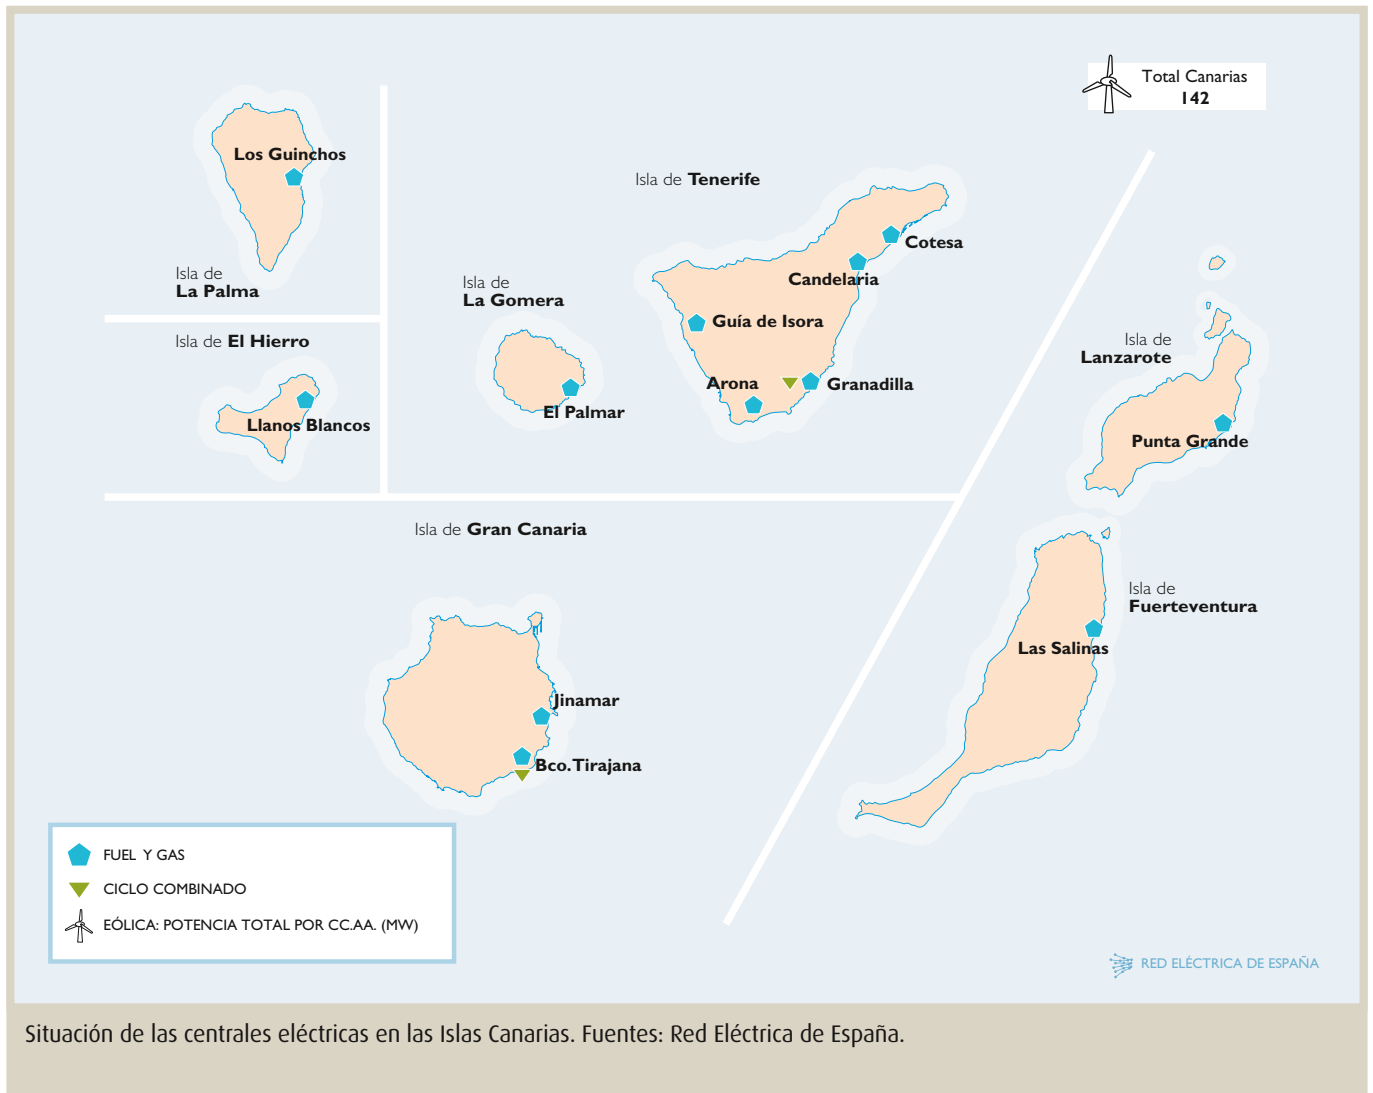 Total Canarias
142
Los Guinchos
Isla de
La Palma
Isla de El Hierro
Llanos Blancos
Isla de
La Gomera
El Palmar
Isla de Tenerife
Cotesa
Candelaria
Guía de Isora
Arona
Granadilla
Isla de
Lanzarote
Punta Grande
Isla de Gran Canaria
Jinamar
Bco. Tirajana
Isla de
Fuerteventura
Las Salinas
FUEL Y GAS
CICLO COMBINADO
EÓLICA: POTENCIA TOTAL POR CC.AA. (MW)
RED ELÉCTRICA DE ESPAÑA
Situación de las centrales eléctricas en las Islas Canarias. Fuentes: Red Eléctrica de España.